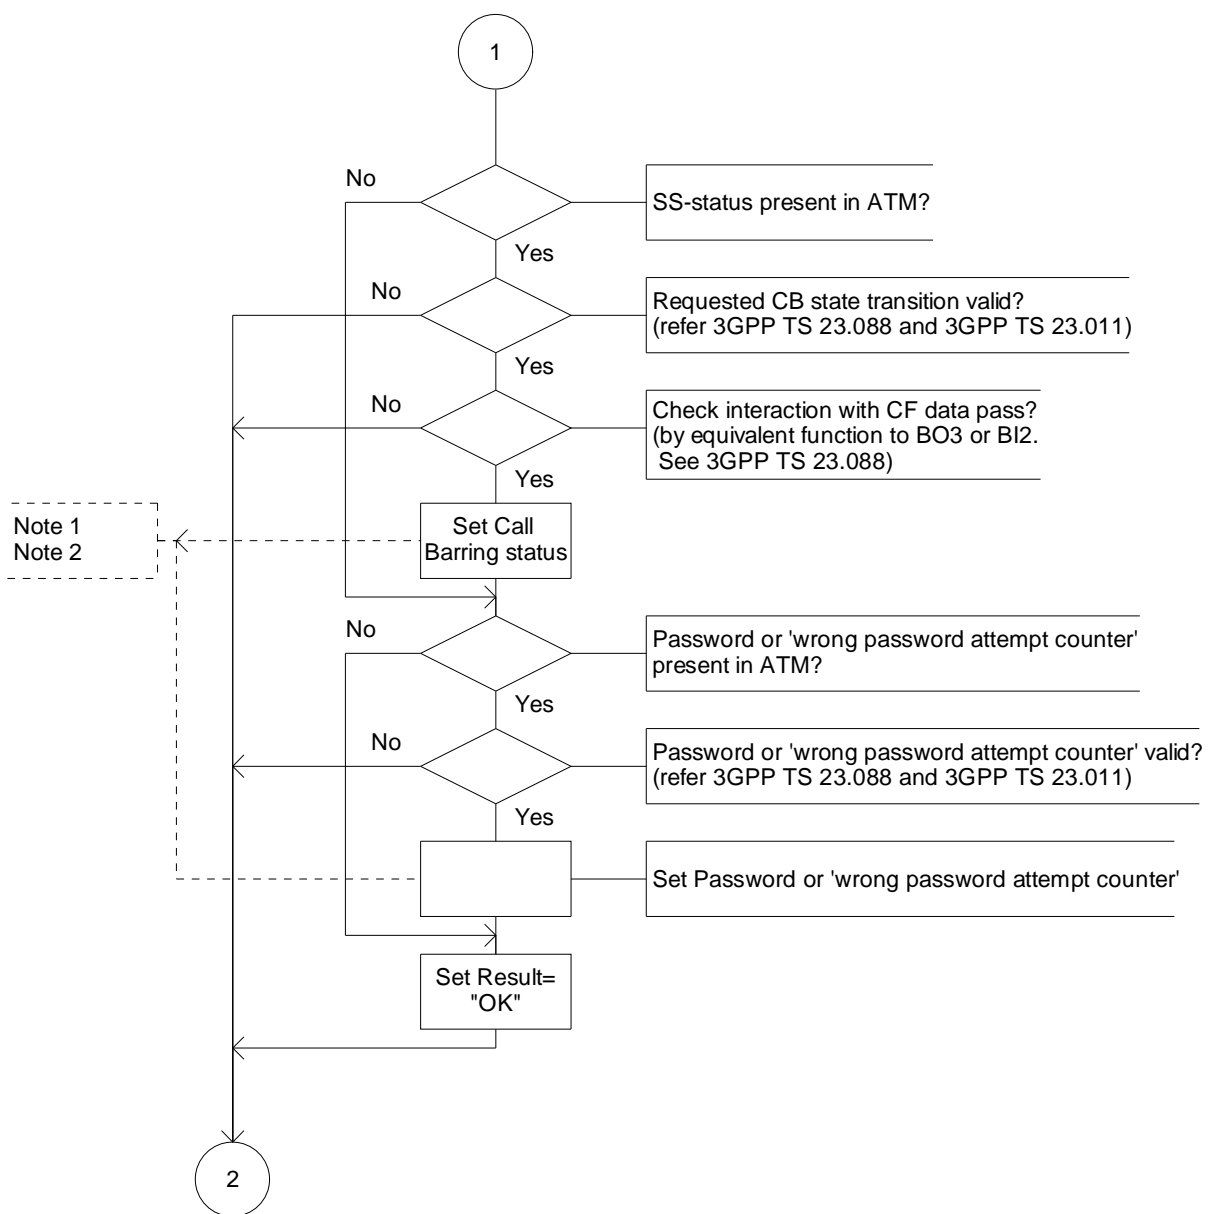 1
No
SS-status present in ATM?
Yes
No
Requested CB state transition valid?
(refer 3GPP TS 23.088 and 3GPP TS 23.011)
Yes
No
Check interaction with CF data pass?
(by equivalent function to BO3 or BI2.
See 3GPP TS 23.088)
Yes
Note 1
Note 2
Set Call
Barring status
No
Password or 'wrong password attempt counter'
present in ATM?
Yes
No
Password or 'wrong password attempt counter' valid?
(refer 3GPP TS 23.088 and 3GPP TS 23.011)
Yes
Set Password or 'wrong password attempt counter'
Set Result=
"OK"
2